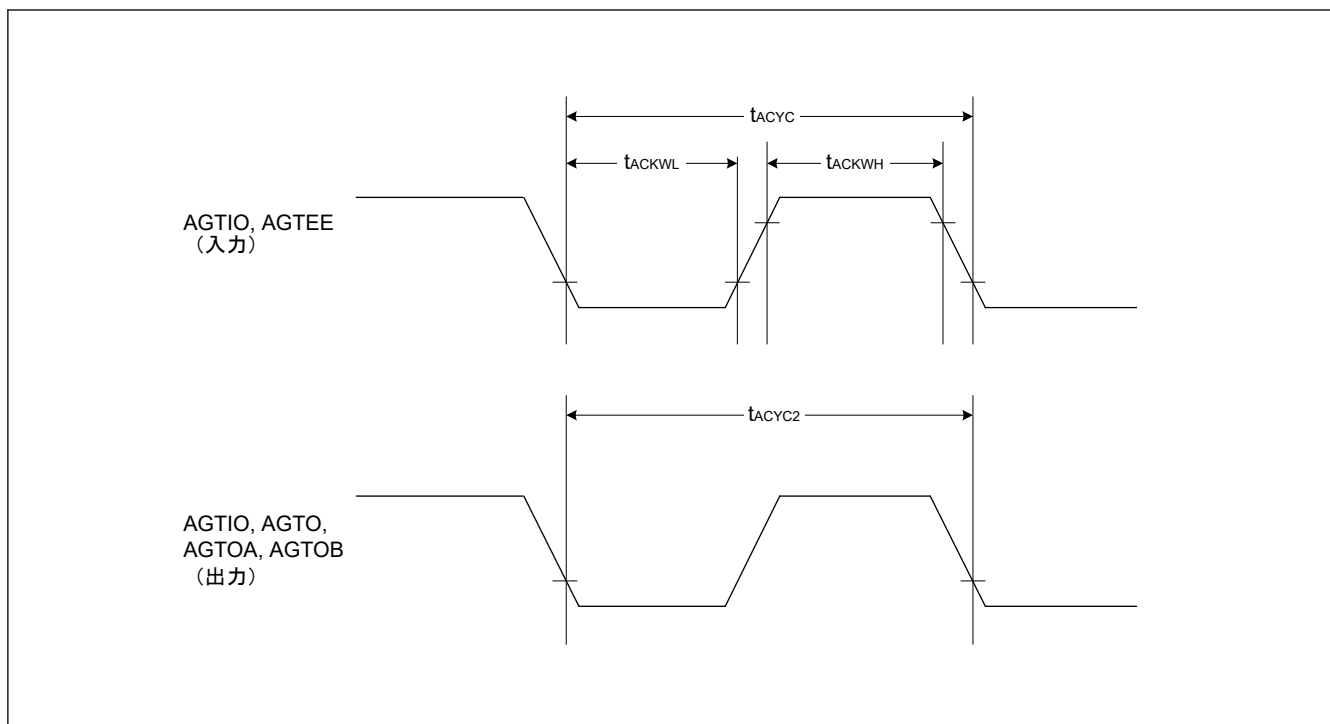 tACYC
tACKWL
tACKWH
AGTIO, AGTEE
（入力）
tACYC2
AGTIO, AGTO,
AGTOA, AGTOB
（出力）